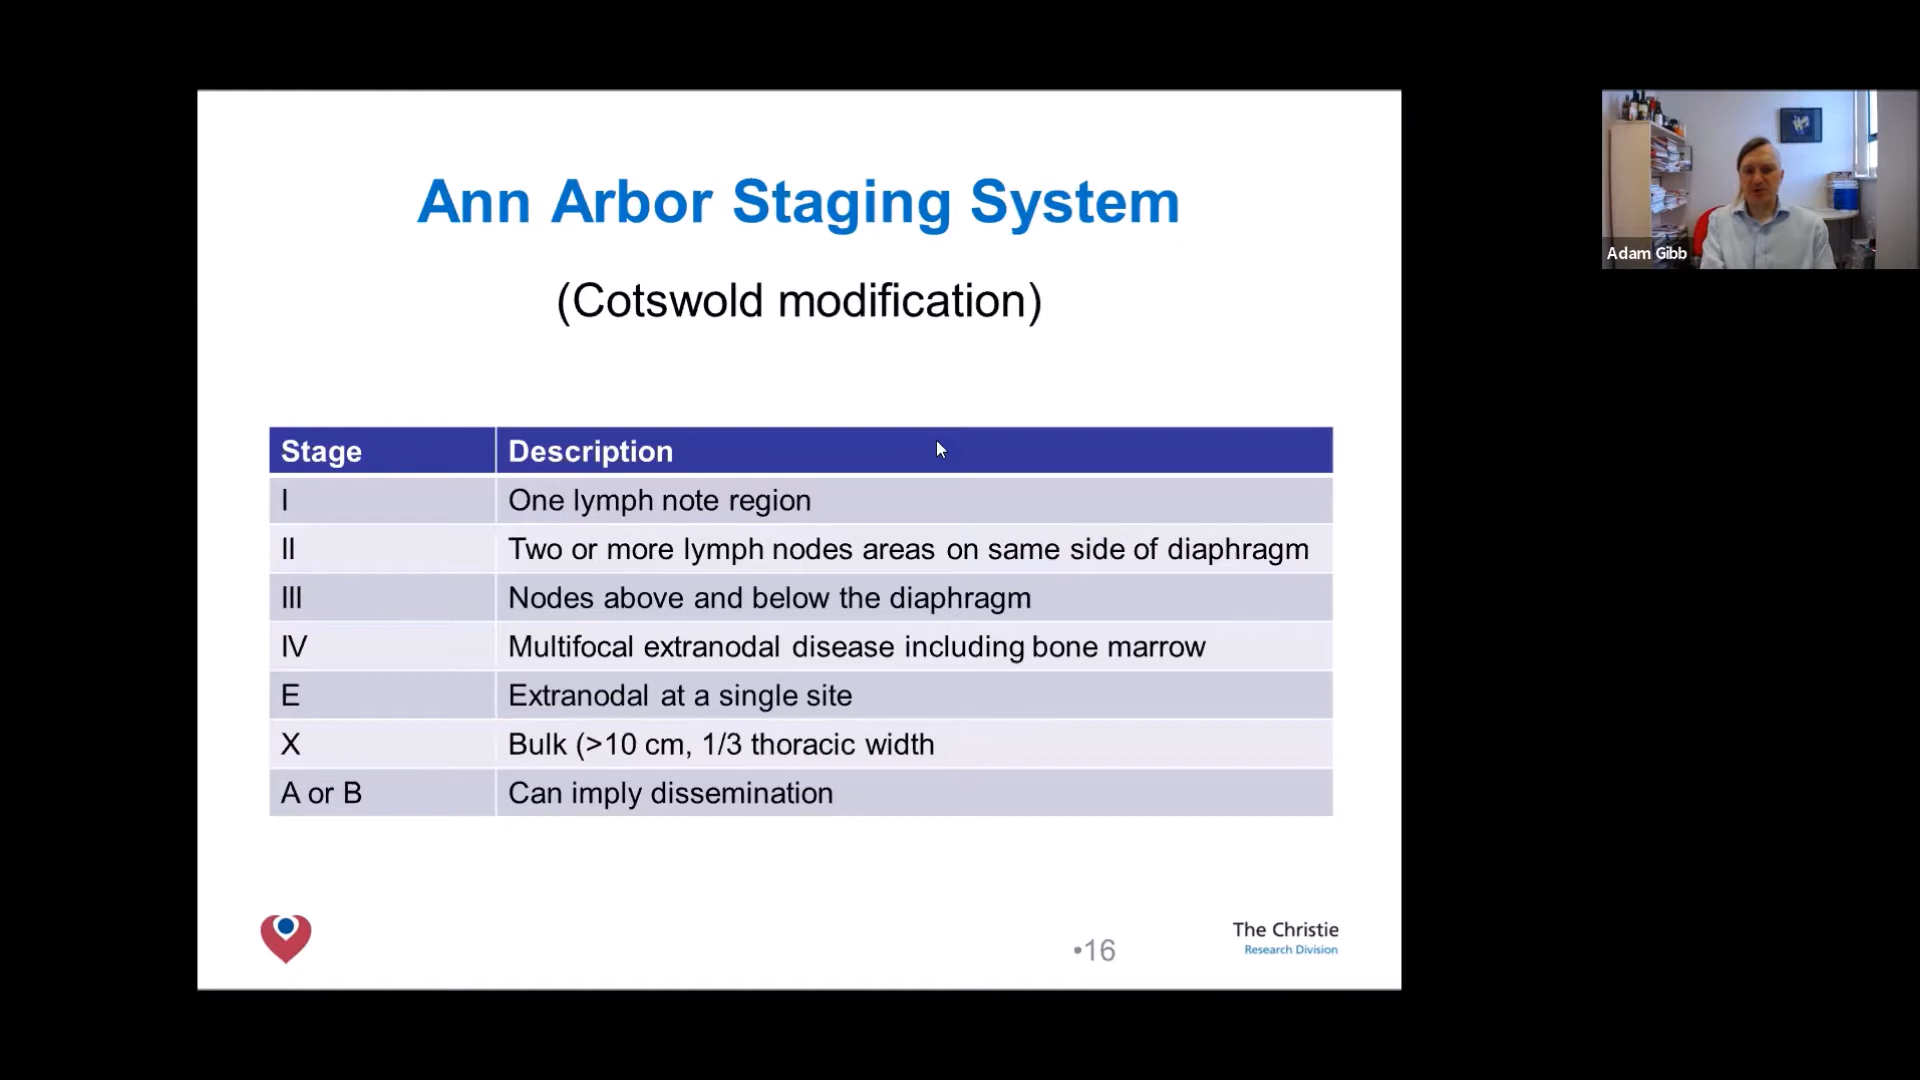 Ann Arbor Staging System
(Cotswold modification)
Stage Description
I One lymph note region
II Two or more lymph nodes areas on same side of diaphragm
III Nodes above and below the diaphragm
IV Multifocal extranodal disease including bone marrow
E Extranodal at a single site
X Bulk (>10 cm, 1/3 thoracic width
A or B Can imply dissemination
•16
The Christie
Research Division
Adam Gibb